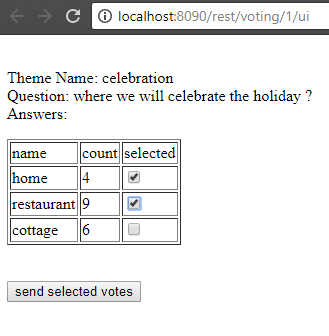 localhost:8090/rest/voting/1/ui
Theme Name: celebration
Question: where we will celebrate the holiday ?
Answers:
name count selected
home 4
restaurant 9
cottage 6
send selected votes